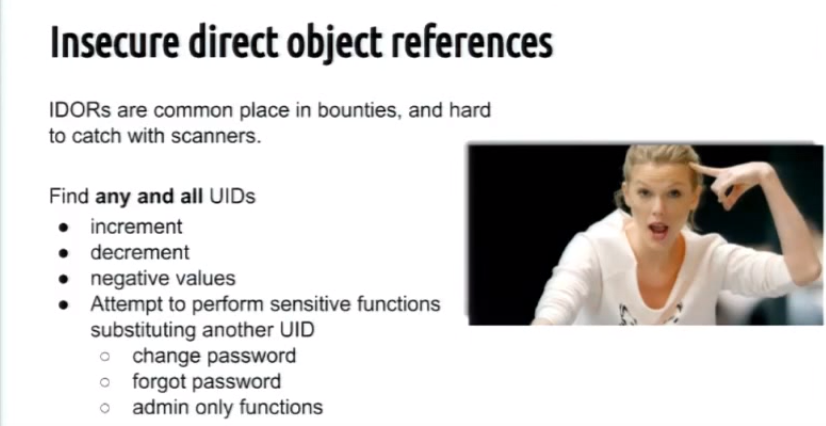 Insecure direct object references
IDORs are common place in bounties, and hard
to catch with scanners.
Find any and all UIDs
● increment
● decrement
● negative values
● Attempt to perform sensitive functions
substituting another UID
○ change password
○ forgot password
○ admin only functions